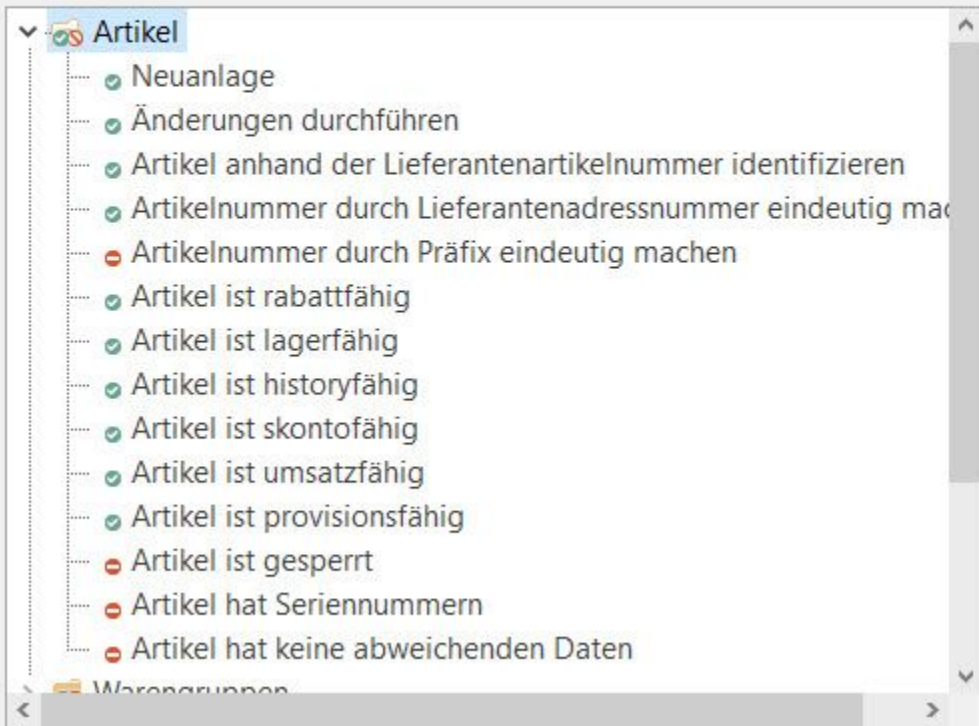 Artikel
Neuanlage
Änderungen durchführen
Artikel anhand der Lieferantenartikelnummer identifizieren
Artikelnummer durch Lieferantenadressnummer eindeutig mac
Artikelnummer durch Präfix eindeutig machen
Artikel ist rabattfähig
Artikel ist lagerfähig
Artikel ist historyfähig
Artikel ist skontofähig
Artikel ist umsatzfähig
Artikel ist provisionsfähig
Artikel ist gesperrt
Artikel hat Seriennummern
Artikel hat keine abweichenden Daten
Warengruppen